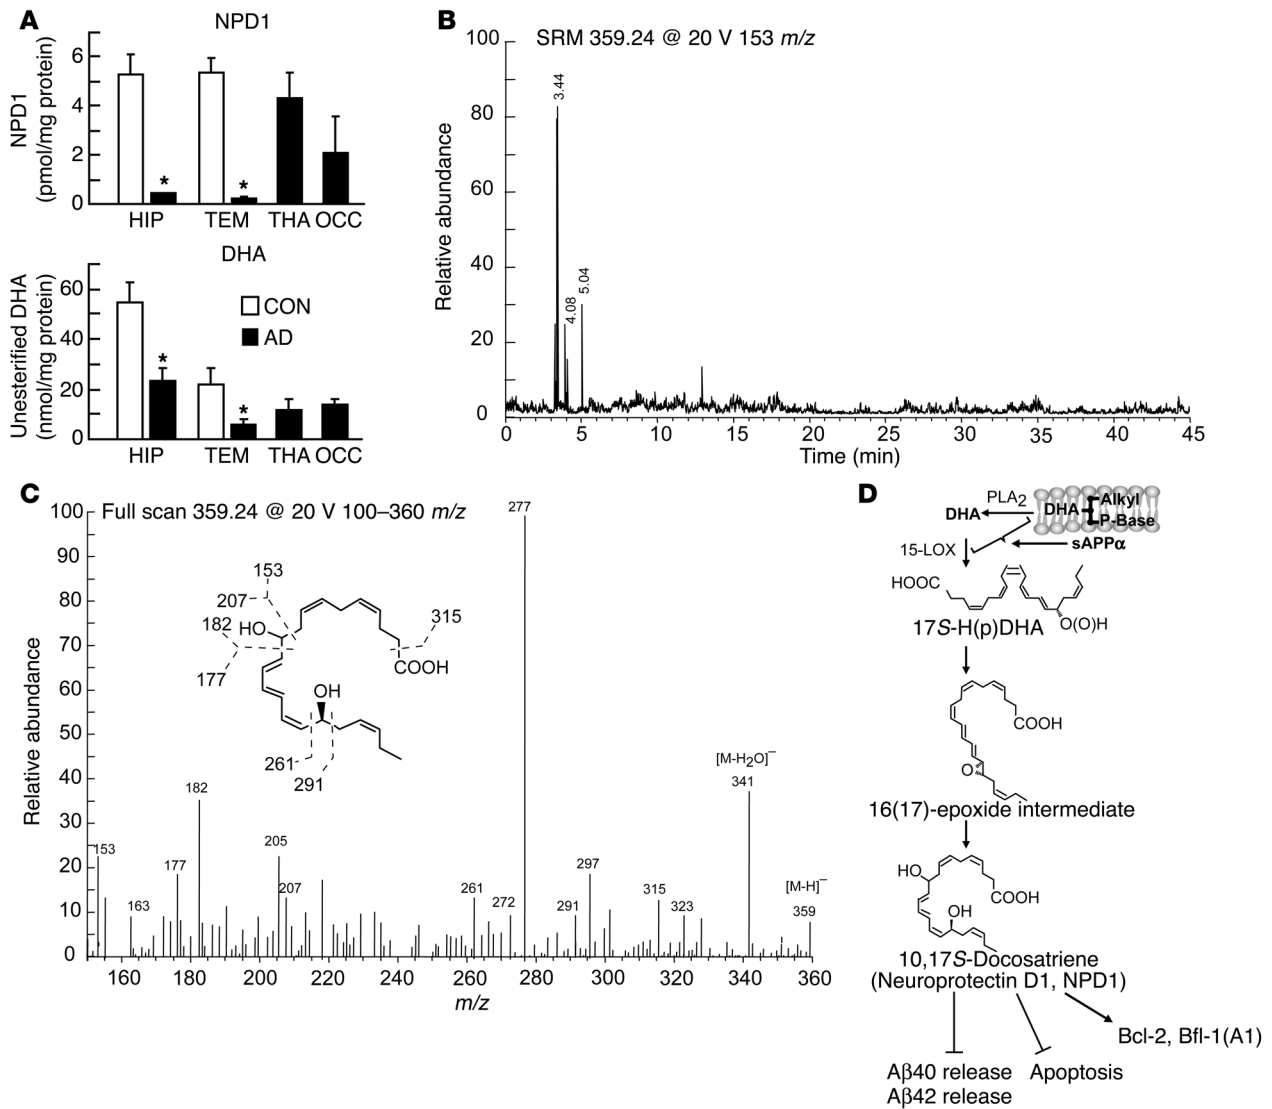 A
NPD1
NPD1
(pmol/mg protein)
6
4
2
0
*
*
HIP
TEM
THA
OCC
DHA
Unesterified DHA
(nmol/mg protein)
60
40
20
0
CON
AD
*
*
HIP
TEM
THA
OCC
B
SRM 359.24 @ 20 V 153 m/z
Relative abundance
100
80
60
40
20
0
3.44
4.08
5.04
0 5 10 15 20 25 30 35 40 45
Time (min)
C
Full scan 359.24 @ 20 V 100–360 m/z
Relative abundance
100
90
80
70
60
50
40
30
20
10
0
277
153
207
182
177
HO
315
COOH
OH
261
291
[M-H2O]−
341
182
153
177
163
205
207
261
272
291
297
315
323
[M-H]−
359
160 180 200 220 240 260 280 300 320 340 360
m/z
D
PLA2
DHA
DHA
Alkyl
P-Base
15-LOX
sAPPα
HOOC
O(O)H
17S-H(p)DHA
COOH
O
16(17)-epoxide intermediate
HO
COOH
OH
10,17S-Docosatriene
(Neuroprotectin D1, NPD1)
Bcl-2, Bfl-1(A1)
Aβ40 release
Aβ42 release
Apoptosis